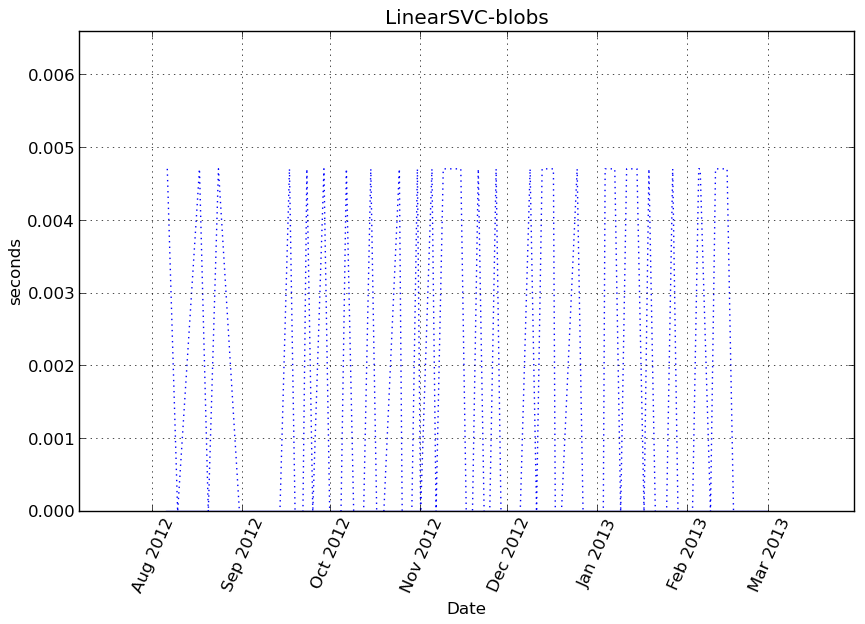 LinearSVC-blobs
0.006
0.005
0.004
0.003
0.002
0.001
0.000
seconds
Aug 2012
Sep 2012
Oct 2012
Nov 2012
Dec 2012
Jan 2013
Feb 2013
Mar 2013
Date